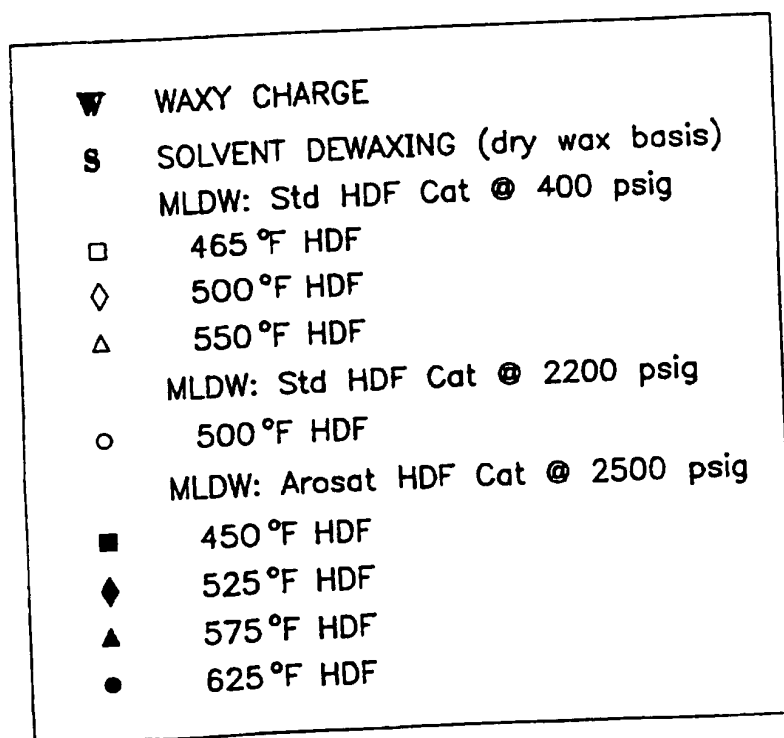 W WAXY CHARGE
S SOLVENT DEWAXING (dry wax basis)
MLDW: Std HDF Cat @ 400 psig
□ 465°F HDF
◇ 500°F HDF
△ 550°F HDF
MLDW: Std HDF Cat @ 2200 psig
○ 500°F HDF
MLDW: Arosat HDF Cat @ 2500 psig
■ 450°F HDF
◆ 525°F HDF
▲ 575°F HDF
● 625°F HDF